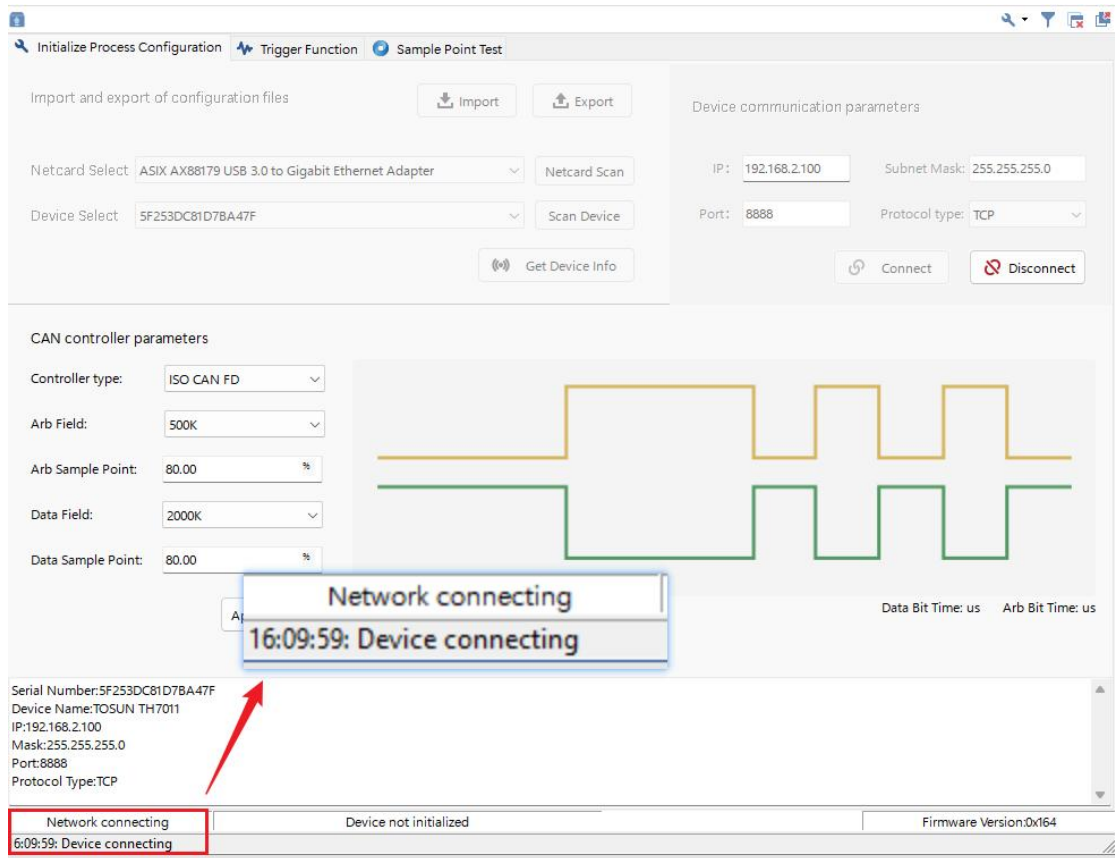 Initialize Process Configuration Trigger Function Sample Point Test
Import and export of configuration files Import Export
Device communication parameters
Netcard Select ASIX AX88179 USB 3.0 to Gigabit Ethernet Adapter Netcard Scan
IP: 192.168.2.100 Subnet Mask: 255.255.255.0
Device Select 5F253DC81D7BA47F Scan Device
Port: 8888 Protocol type: TCP
Get Device Info
Connect Disconnect
CAN controller parameters
Controller type: ISO CAN FD
Arb Field: 500K
Arb Sample Point: 80.00 %
Data Field: 2000K
Data Sample Point: 80.00 %
Network connecting
16:09:59: Device connecting
Data Bit Time: us Arb Bit Time: us
Serial Number:5F253DC81D7BA47F
Device Name:TOSUN TH7011
IP:192.168.2.100
Mask:255.255.255.0
Port:8888
Protocol Type:TCP
Network connecting Device not initialized Firmware Version:0x164
6:09:59: Device connecting